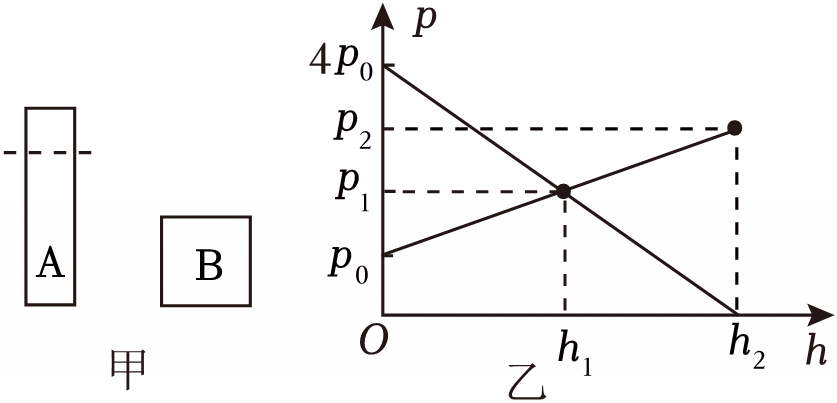 A
B
甲
p
4p₀
p₂
p₁
p₀
O
h₁
h₂
h
乙